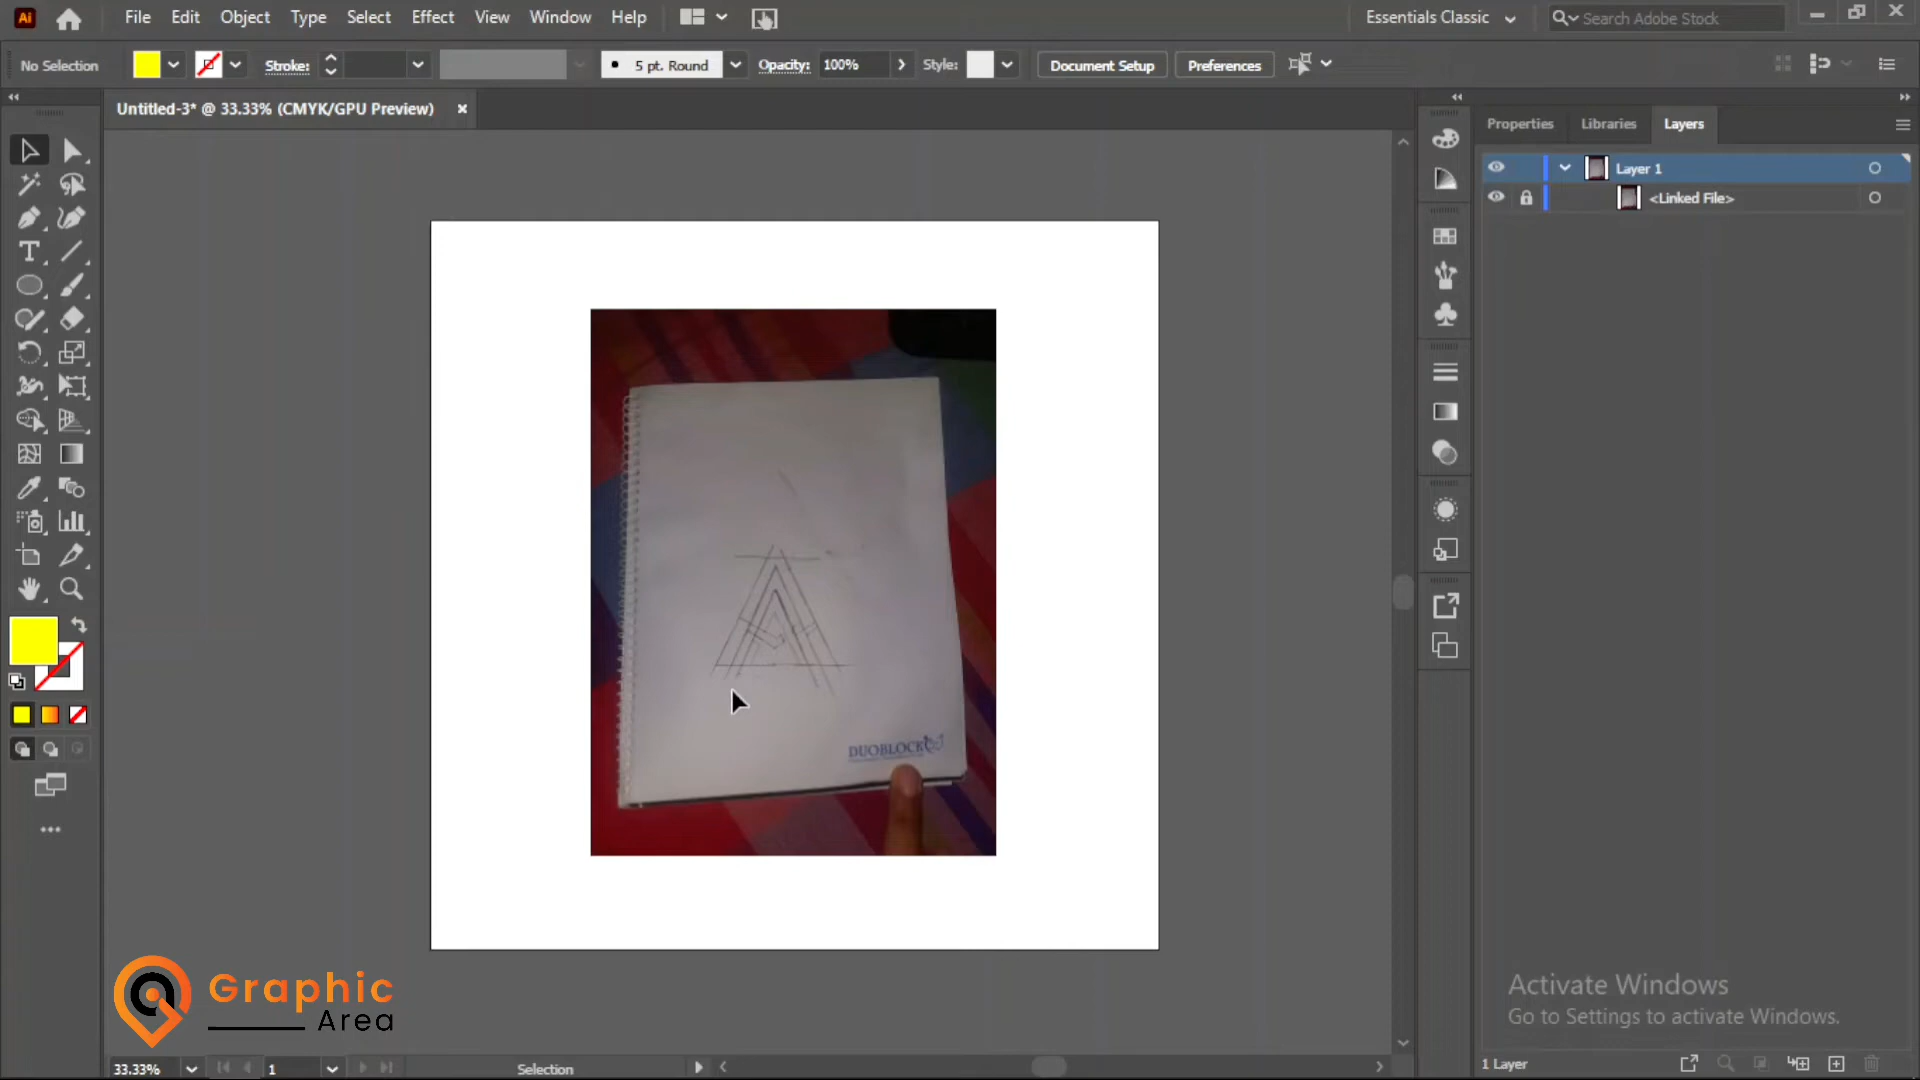 Ai File Edit Object Type Select Effect View Window Help Essentials Classic Search Adobe Stock
No Selection Stroke: 5 pt. Round Opacity: 100% Style: Document Setup Preferences
Untitled-3* @ 33.33% (CMYK/GPU Preview)
Properties Libraries Layers
Layer 1
<Linked File>
DUOBLOCK
Graphic
Area
Activate Windows
Go to Settings to activate Windows.
33.33% 1 Selection 1 Layer